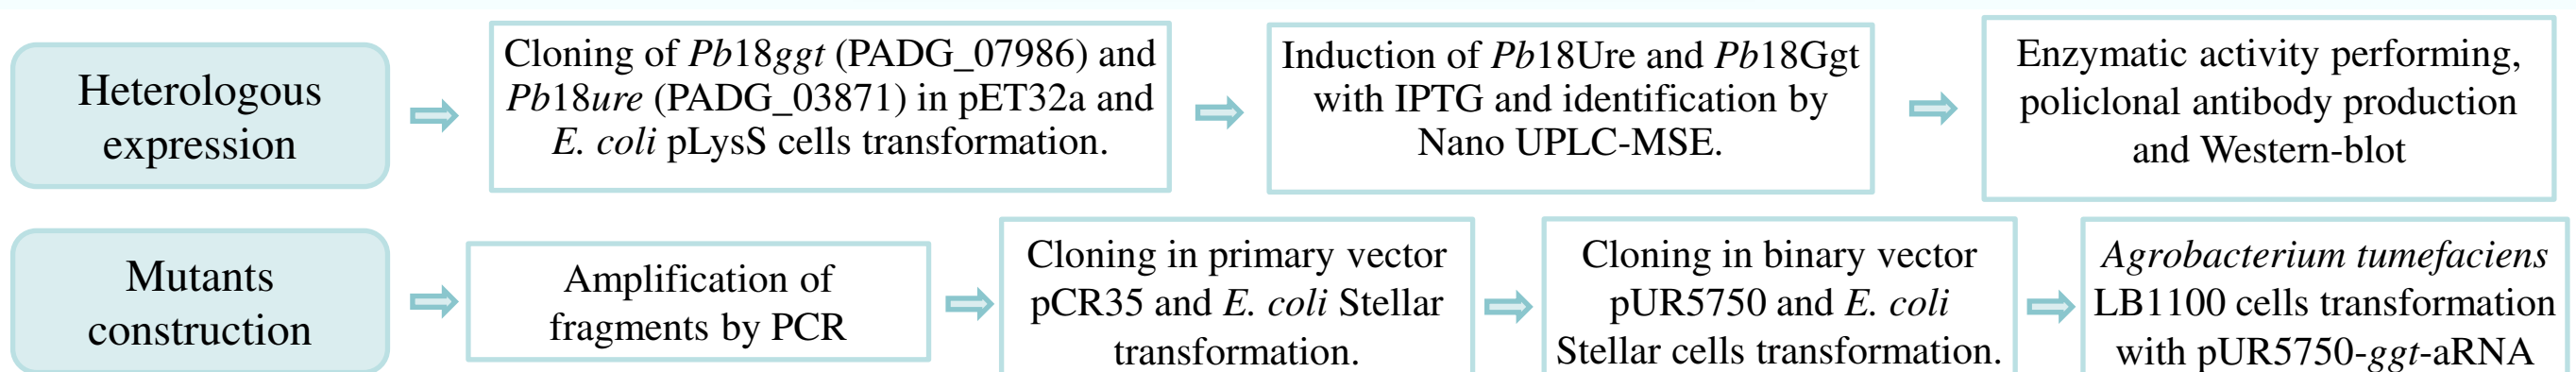 Heterologous
expression
Cloning of Pb18ggt (PADG_07986) and
Pb18ure (PADG_03871) in pET32a and
E. coli pLysS cells transformation.
Induction of Pb18Ure and Pb18Ggt
with IPTG and identification by
Nano UPLC-MSE.
Enzymatic activity performing,
policlonal antibody production
and Western-blot
Mutants
construction
Amplification of
fragments by PCR
Cloning in primary vector
pCR35 and E. coli Stellar
transformation.
Cloning in binary vector
pUR5750 and E. coli
Stellar cells transformation.
Agrobacterium tumefaciens
LB1100 cells transformation
with pUR5750-ggt-aRNA